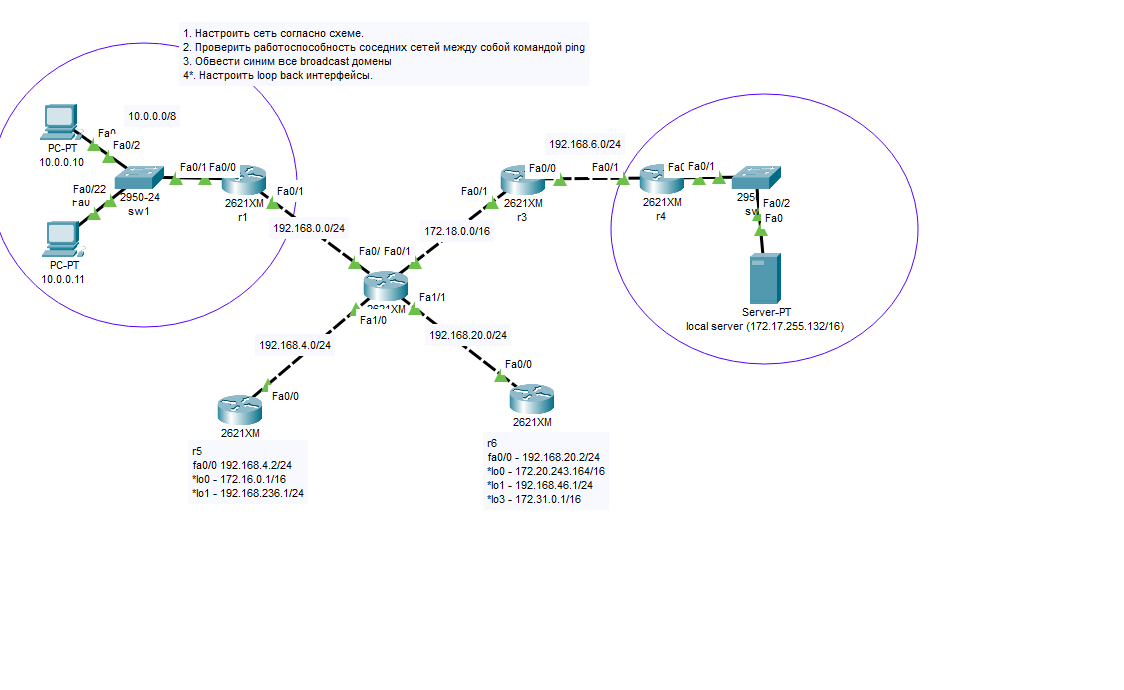 1. Настроить сеть согласно схеме.
2. Проверить работоспособность соседних сетей между собой командой ping
3. Обвести синим все broadcast домены
4*. Настроить loop back интерфейсы.
10.0.0.0/8
Fa0/2
PC-PT
10.0.0.10
Fa0/22
2950-24
sw1
PC-PT
10.0.0.11
Fa0/1
Fa0/0
2621XM
r1
Fa0/1
192.168.0.0/24
192.168.6.0/24
Fa0/0
Fa0/1
Fa0/1
2621XM
r3
172.18.0.0/16
Fa0/1
2621XM
r4
Fa0/1
Fa0/2
Fa0
Server-PT
local server (172.17.255.132/16)
Fa1/1
Fa1/0
192.168.4.0/24
192.168.20.0/24
Fa0/0
2621XM
Fa0/0
2621XM
r5
fa0/0 192.168.4.2/24
*lo0 - 172.16.0.1/16
*lo1 - 192.168.236.1/24
r6
fa0/0 - 192.168.20.2/24
*lo0 - 172.20.243.164/16
*lo1 - 192.168.46.1/24
*lo3 - 172.31.0.1/16